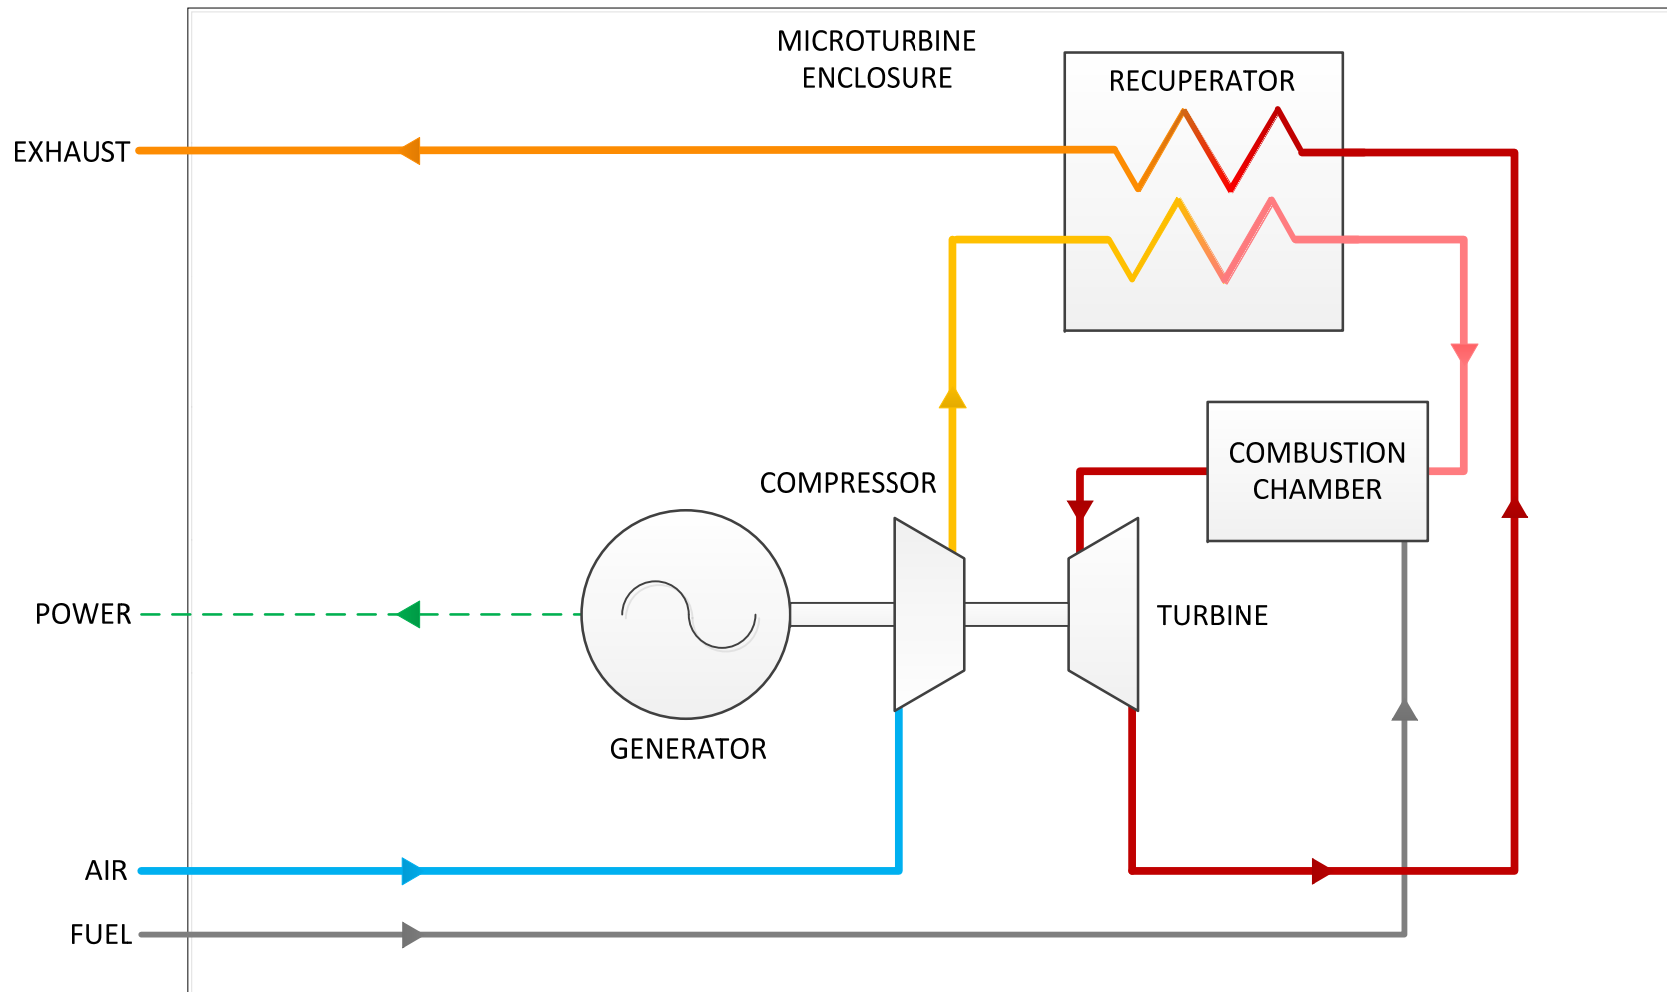 MICROTURBINE
ENCLOSURE
RECUPERATOR
EXHAUST
COMBUSTION
CHAMBER
COMPRESSOR
POWER
TURBINE
GENERATOR
AIR
FUEL